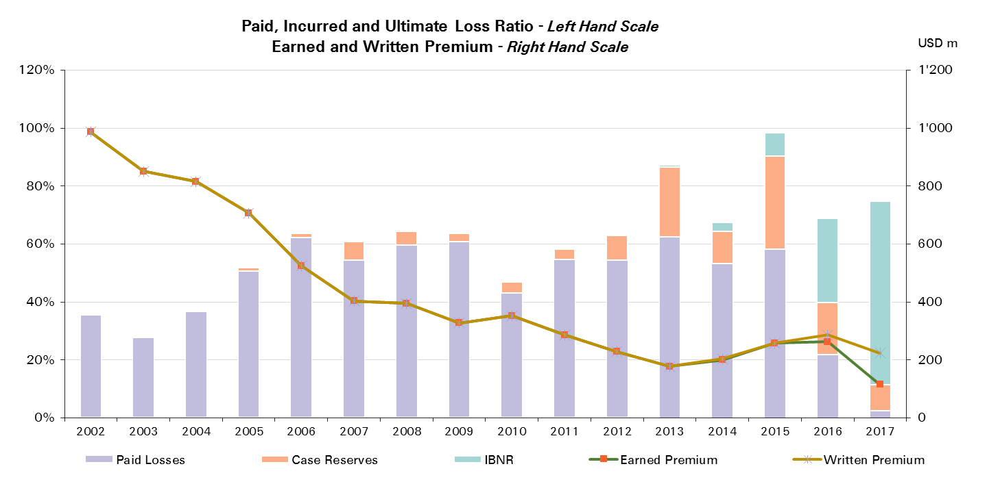 Paid, Incurred and Ultimate Loss Ratio - Left Hand Scale
Earned and Written Premium - Right Hand Scale
USD m
120% 1'200
100% 1'000
80% 800
60% 600
40% 400
20% 200
0% 0
2002 2003 2004 2005 2006 2007 2008 2009 2010 2011 2012 2013 2014 2015 2016 2017
Paid Losses Case Reserves IBNR Earned Premium Written Premium